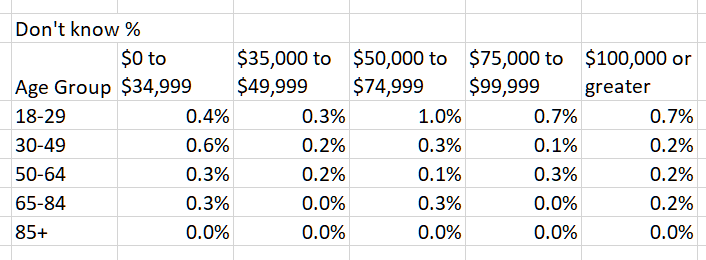 Don't know %
$0 to $35,000 to $50,000 to $75,000 to $100,000 or
Age Group $34,999 $49,999 $74,999 $99,999 greater
18-29 0.4% 0.3% 1.0% 0.7% 0.7%
30-49 0.6% 0.2% 0.3% 0.1% 0.2%
50-64 0.3% 0.2% 0.1% 0.3% 0.2%
65-84 0.3% 0.0% 0.3% 0.0% 0.2%
85+ 0.0% 0.0% 0.0% 0.0% 0.0%